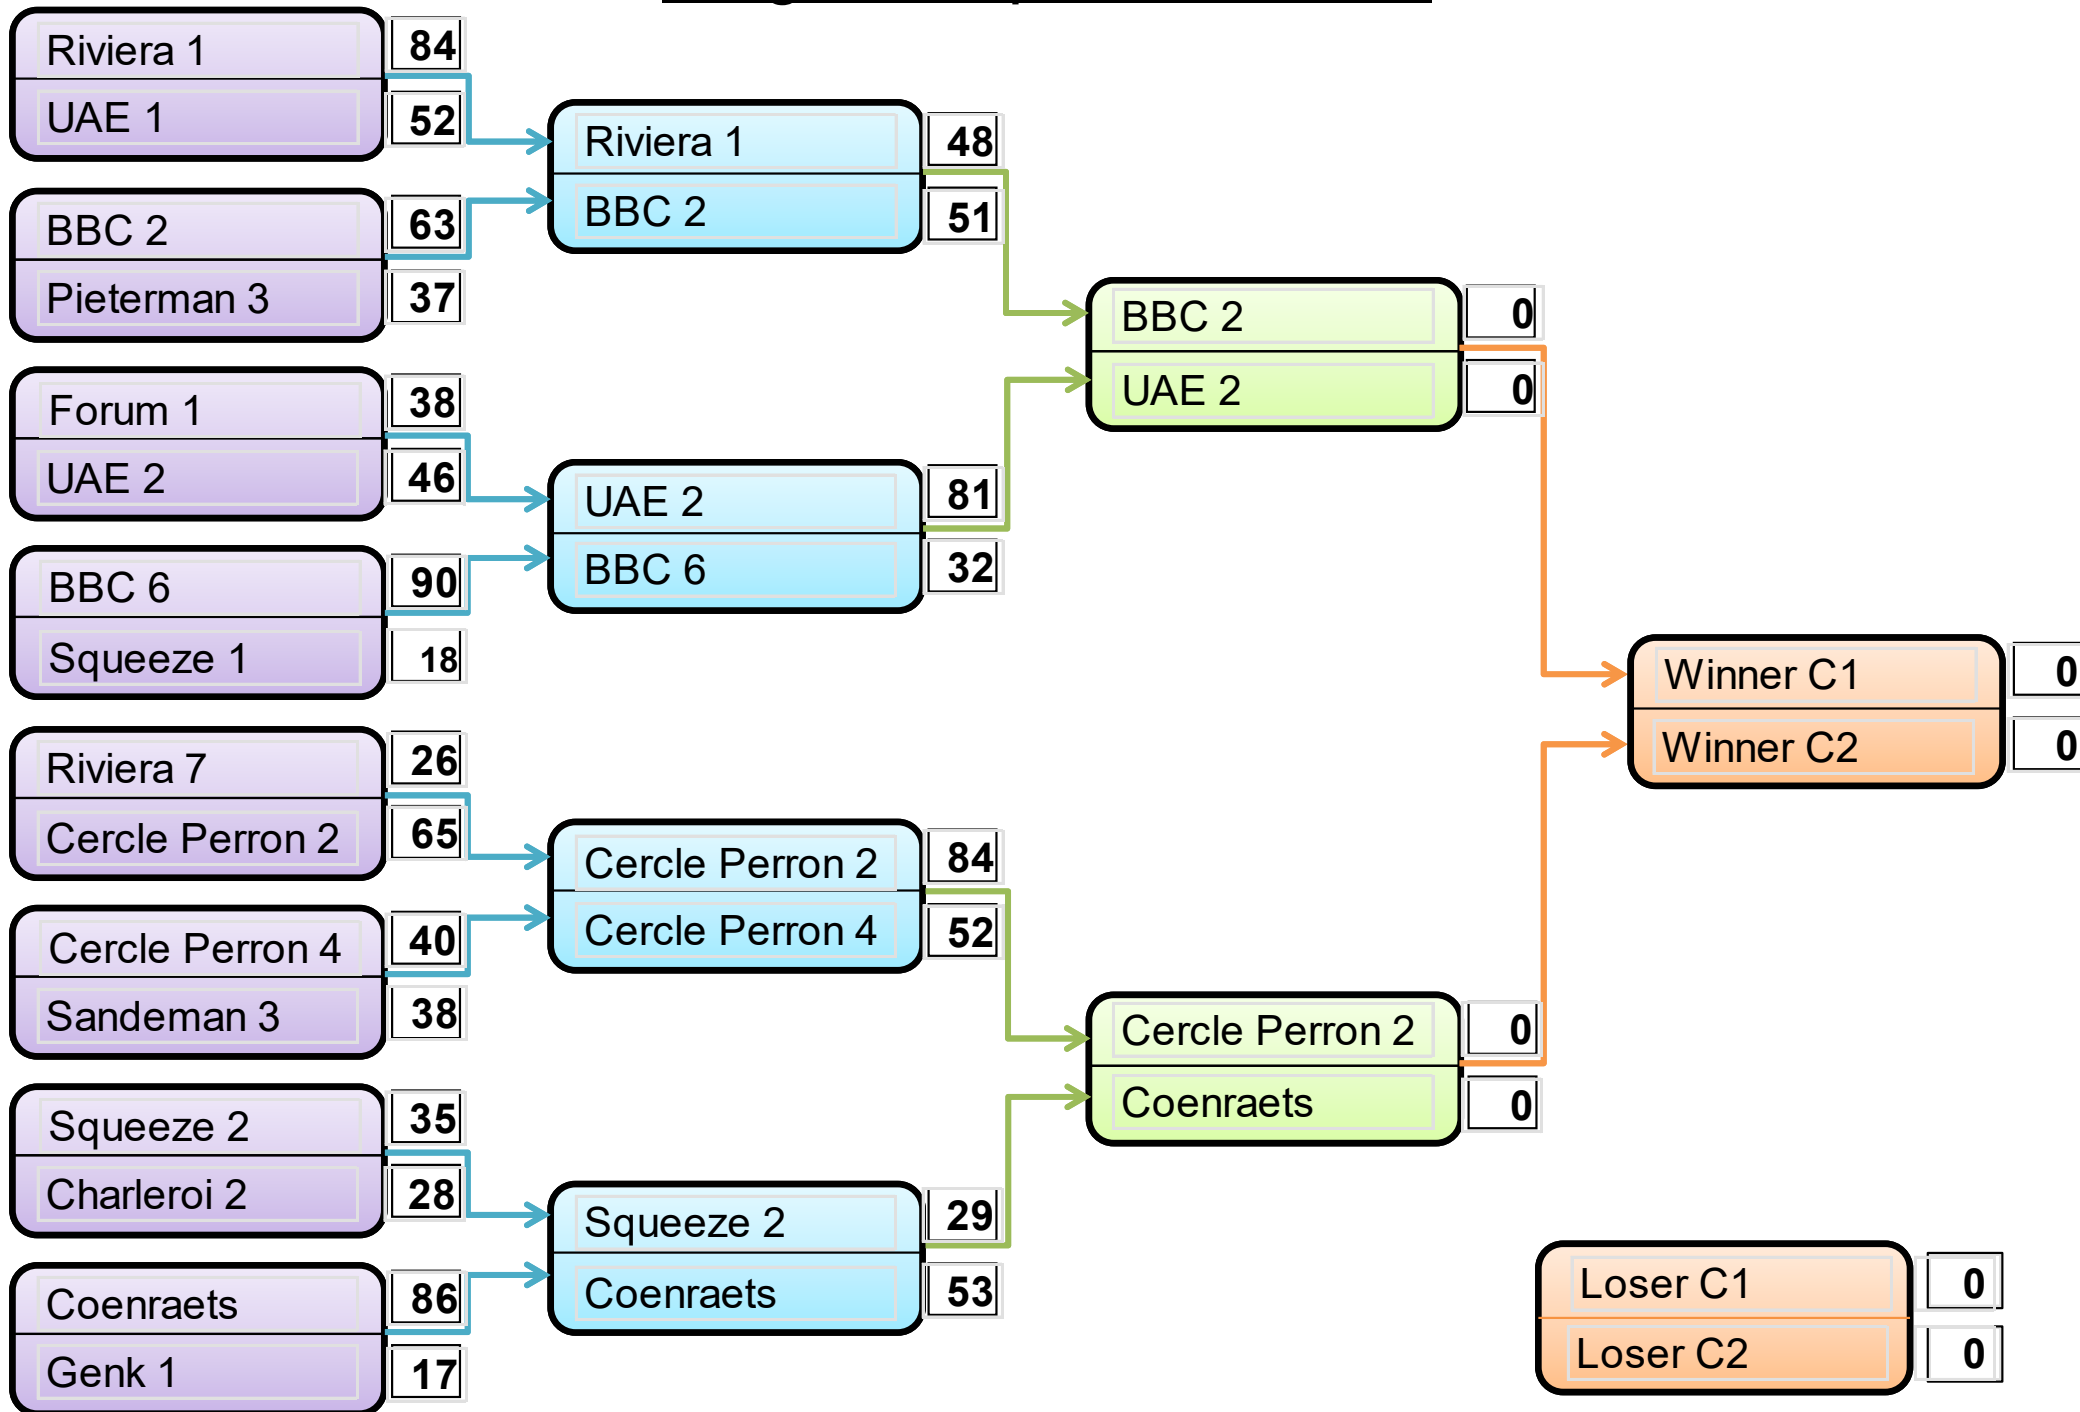 Riviera 1 84
UAE 1 52
BBC 2 63
Pieterman 3 37
Forum 1 38
UAE 2 46
BBC 6 90
Squeeze 1 18
Riviera 7 26
Cercle Perron 2 65
Cercle Perron 4 40
Sandeman 3 38
Squeeze 2 35
Charleroi 2 28
Coenraets 86
Genk 1 17
Riviera 1 48
BBC 2 51
UAE 2 81
BBC 6 32
Cercle Perron 2 84
Cercle Perron 4 52
Squeeze 2 29
Coenraets 53
BBC 2 0
UAE 2 0
Cercle Perron 2 0
Coenraets 0
Winner C1 0
Winner C2 0
Loser C1 0
Loser C2 0